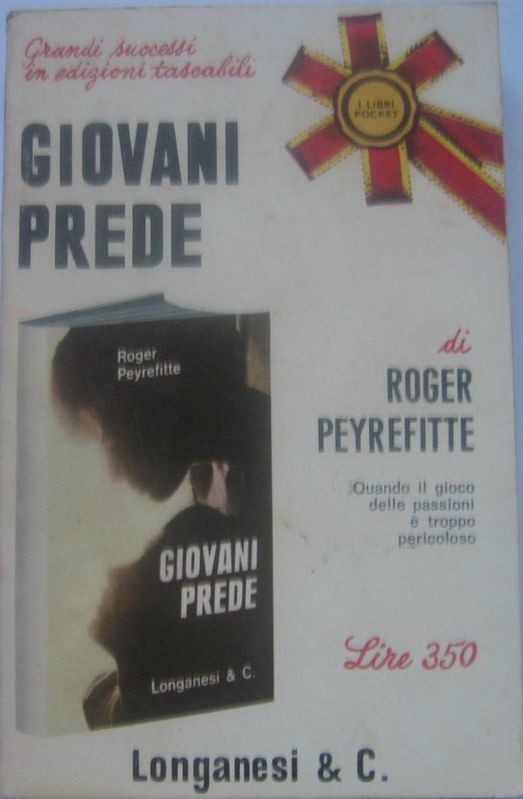 Grandi successi
in edizioni tascabili
I LIBRI
POCKET
GIOVANI
PREDE
Roger
Peyrefitte
GIOVANI
PREDE
Longanesi & C.
di
ROGER
PEYREFITTE
Quando il gioco
delle passioni
è troppo
pericoloso
Lire 350
Longanesi & C.